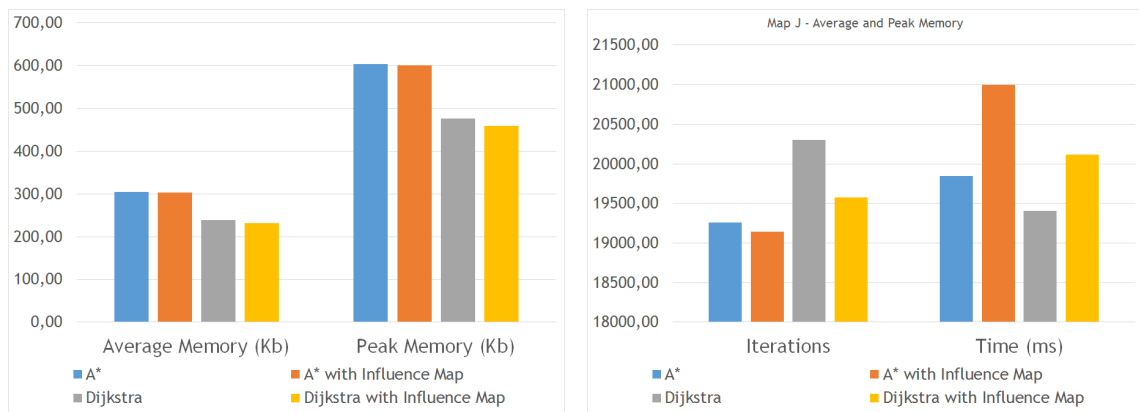 700,00
600,00
500,00
400,00
300,00
200,00
100,00
0,00
Average Memory (Kb) Peak Memory (Kb)
A* A* with Influence Map
Dijkstra Dijkstra with Influence Map
Map J - Average and Peak Memory
21500,00
21000,00
20500,00
20000,00
19500,00
19000,00
18500,00
18000,00
Iterations Time (ms)
A* A* with Influence Map
Dijkstra Dijkstra with Influence Map